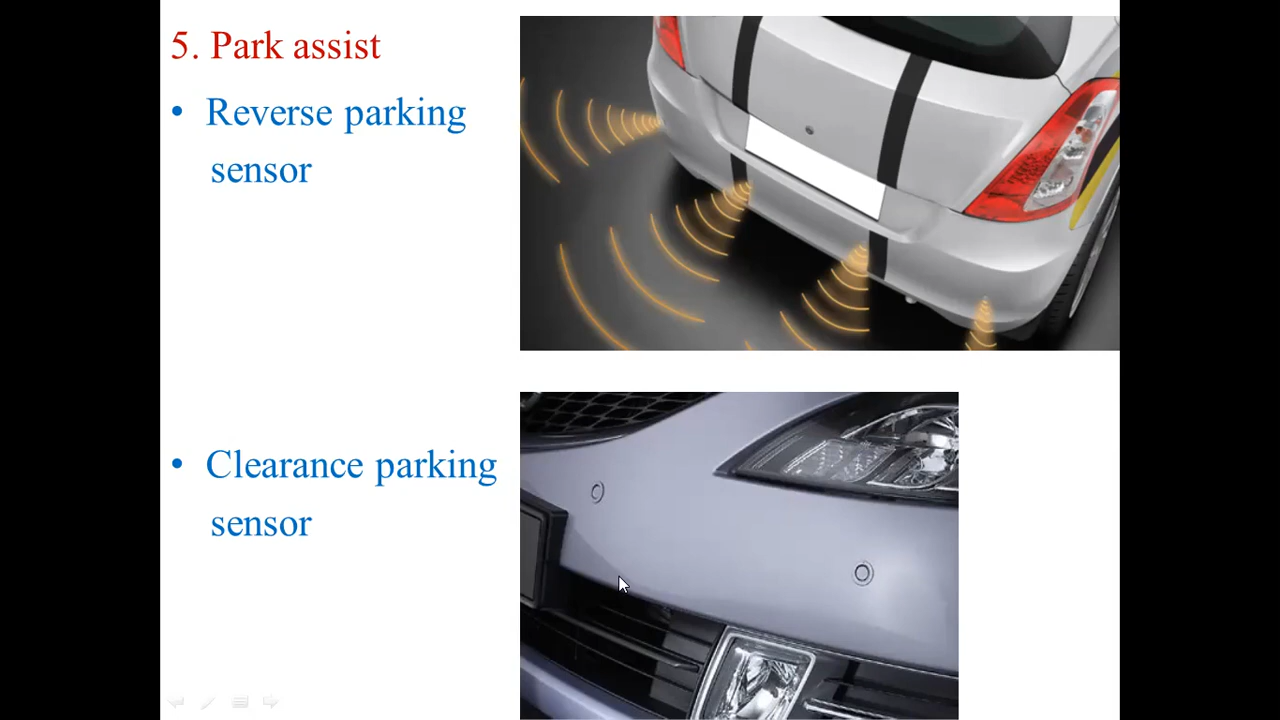 5. Park assist
• Reverse parking
sensor
• Clearance parking
sensor